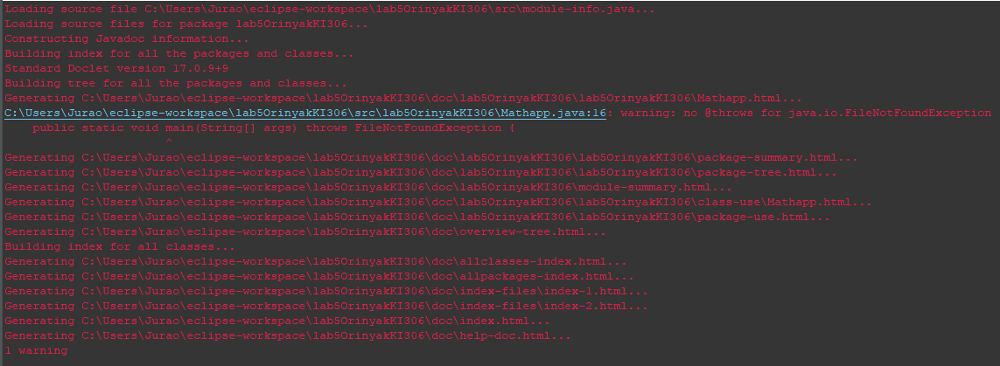 Loading source file C:\Users\Jurao\eclipse-workspace\lab5OrinyakKI306\src\module-info.java...
Loading source files for package lab5OrinyakKI306...
Constructing Javadoc information...
Building index for all the packages and classes...
Standard Doclet version 17.0.9+9
Building tree for all the packages and classes...
Generating C:\Users\Jurao\eclipse-workspace\lab5OrinyakKI306\doc\lab5OrinyakKI306\lab5OrinyakKI306\Mathapp.html...
C:\Users\Jurao\eclipse-workspace\lab5OrinyakKI306\src\lab5OrinyakKI306\Mathapp.java:16: warning: no @throws for java.io.FileNotFoundException
    public static void main(String[] args) throws FileNotFoundException {
                       ^
Generating C:\Users\Jurao\eclipse-workspace\lab5OrinyakKI306\doc\lab5OrinyakKI306\lab5OrinyakKI306\package-summary.html...
Generating C:\Users\Jurao\eclipse-workspace\lab5OrinyakKI306\doc\lab5OrinyakKI306\lab5OrinyakKI306\package-tree.html...
Generating C:\Users\Jurao\eclipse-workspace\lab5OrinyakKI306\doc\lab5OrinyakKI306\module-summary.html...
Generating C:\Users\Jurao\eclipse-workspace\lab5OrinyakKI306\doc\lab5OrinyakKI306\lab5OrinyakKI306\class-use\Mathapp.html...
Generating C:\Users\Jurao\eclipse-workspace\lab5OrinyakKI306\doc\lab5OrinyakKI306\lab5OrinyakKI306\package-use.html...
Generating C:\Users\Jurao\eclipse-workspace\lab5OrinyakKI306\doc\overview-tree.html...
Building index for all classes...
Generating C:\Users\Jurao\eclipse-workspace\lab5OrinyakKI306\doc\allclasses-index.html...
Generating C:\Users\Jurao\eclipse-workspace\lab5OrinyakKI306\doc\allpackages-index.html...
Generating C:\Users\Jurao\eclipse-workspace\lab5OrinyakKI306\doc\index-files\index-1.html...
Generating C:\Users\Jurao\eclipse-workspace\lab5OrinyakKI306\doc\index-files\index-2.html...
Generating C:\Users\Jurao\eclipse-workspace\lab5OrinyakKI306\doc\index.html...
Generating C:\Users\Jurao\eclipse-workspace\lab5OrinyakKI306\doc\help-doc.html...
1 warning